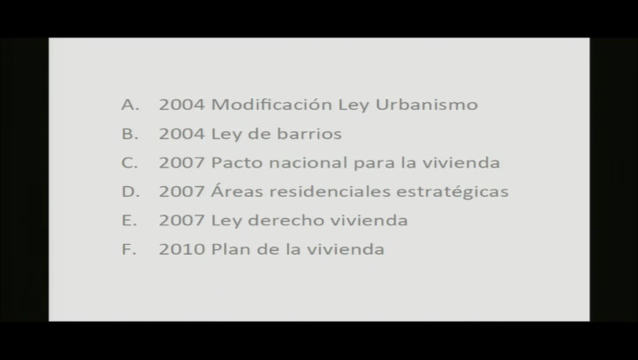 A. 2004 Modificación Ley Urbanismo
B. 2004 Ley de barrios
C. 2007 Pacto nacional para la vivienda
D. 2007 Áreas residenciales estratégicas
E. 2007 Ley derecho vivienda
F. 2010 Plan de la vivienda